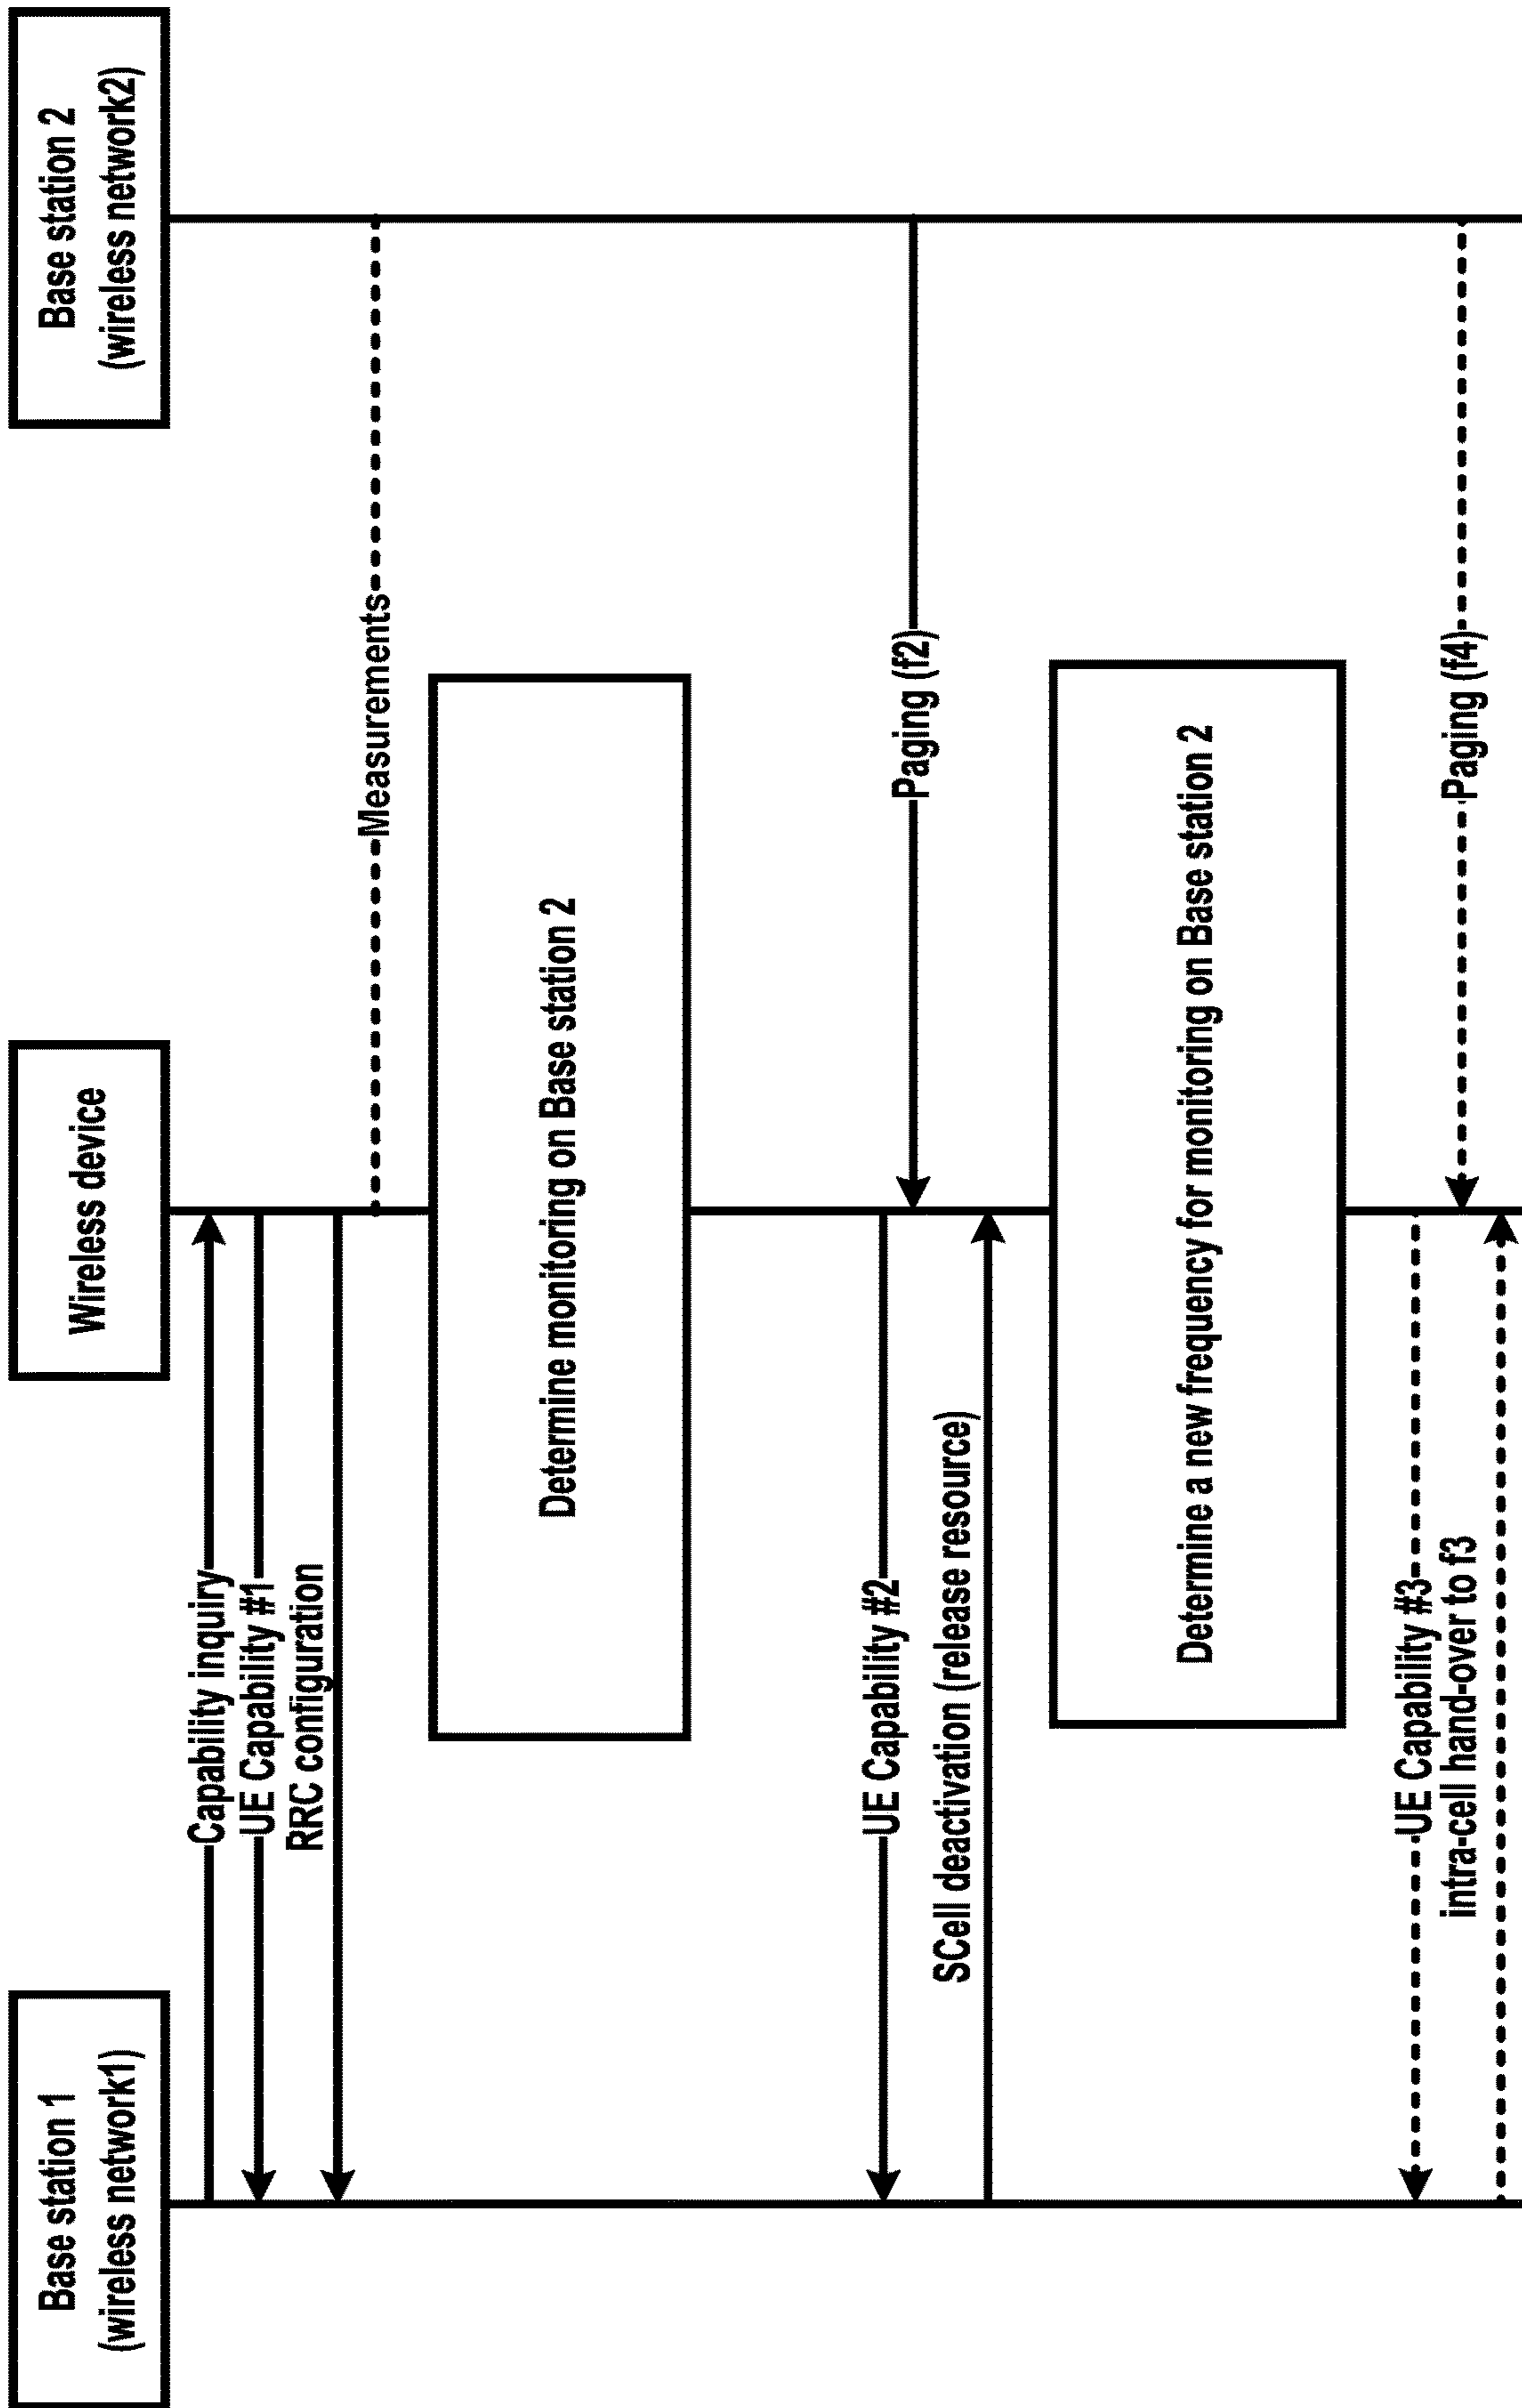 Base station 1
(wireless network1)
Wireless device
Base station 2
(wireless network2)
Capability inquiry
UE Capability #1
RRC configuration
Measurements
Determine monitoring on Base station 2
UE Capability #2
Paging (f2)
SCell deactivation (release resource)
Determine a new frequency for monitoring on Base station 2
UE Capability #3
Paging (f4)
intra-cell hand-over to f3